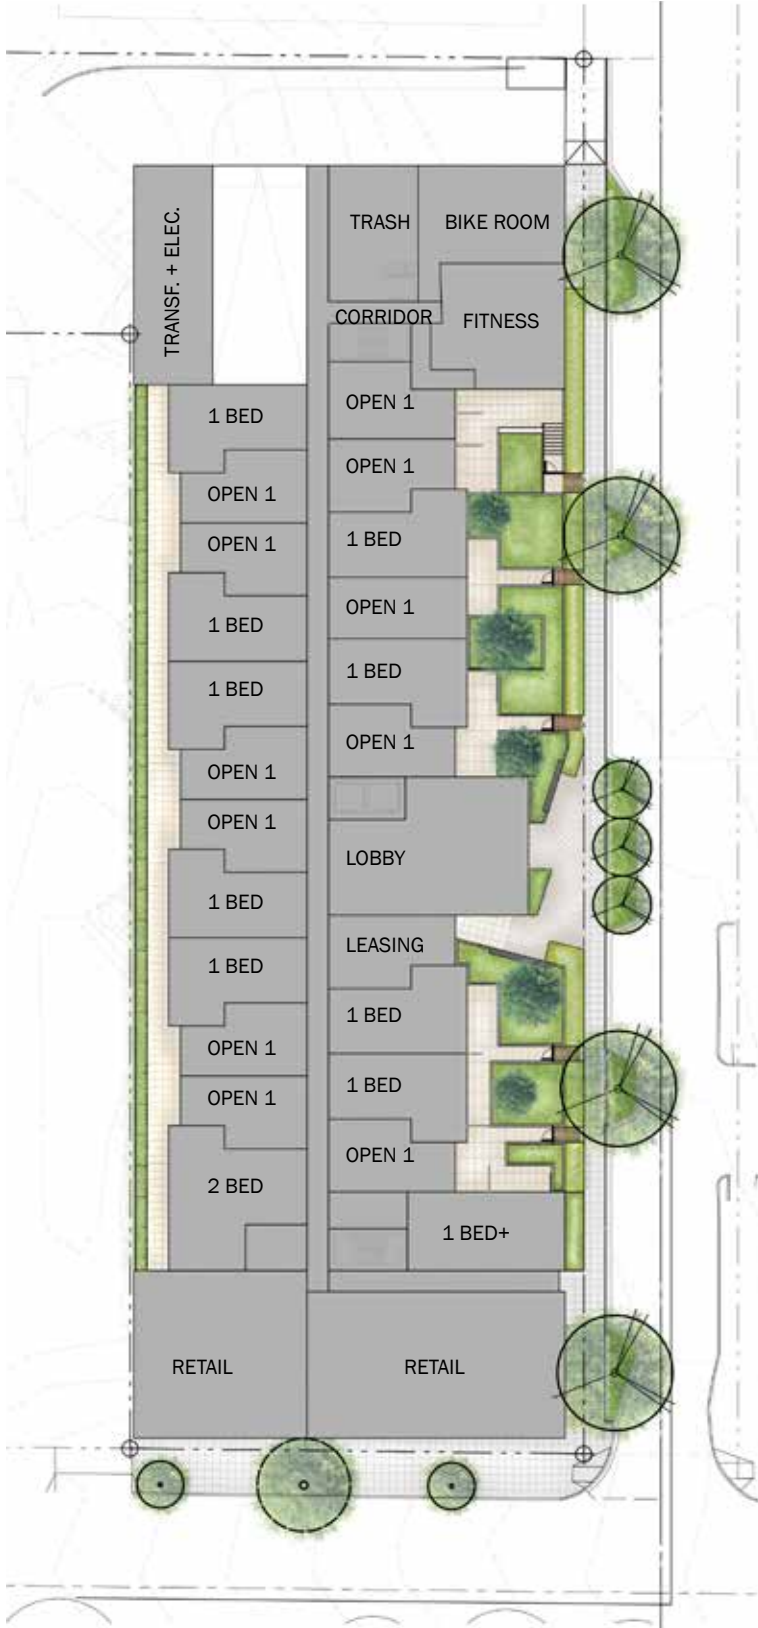 TRANSF. + ELEC.
TRASH
BIKE ROOM
CORRIDOR
FITNESS
1 BED
OPEN 1
OPEN 1
1 BED
1 BED
OPEN 1
OPEN 1
1 BED
1 BED
OPEN 1
OPEN 1
2 BED
OPEN 1
OPEN 1
1 BED
OPEN 1
1 BED
OPEN 1
LOBBY
LEASING
1 BED
1 BED
OPEN 1
1 BED+
RETAIL
RETAIL